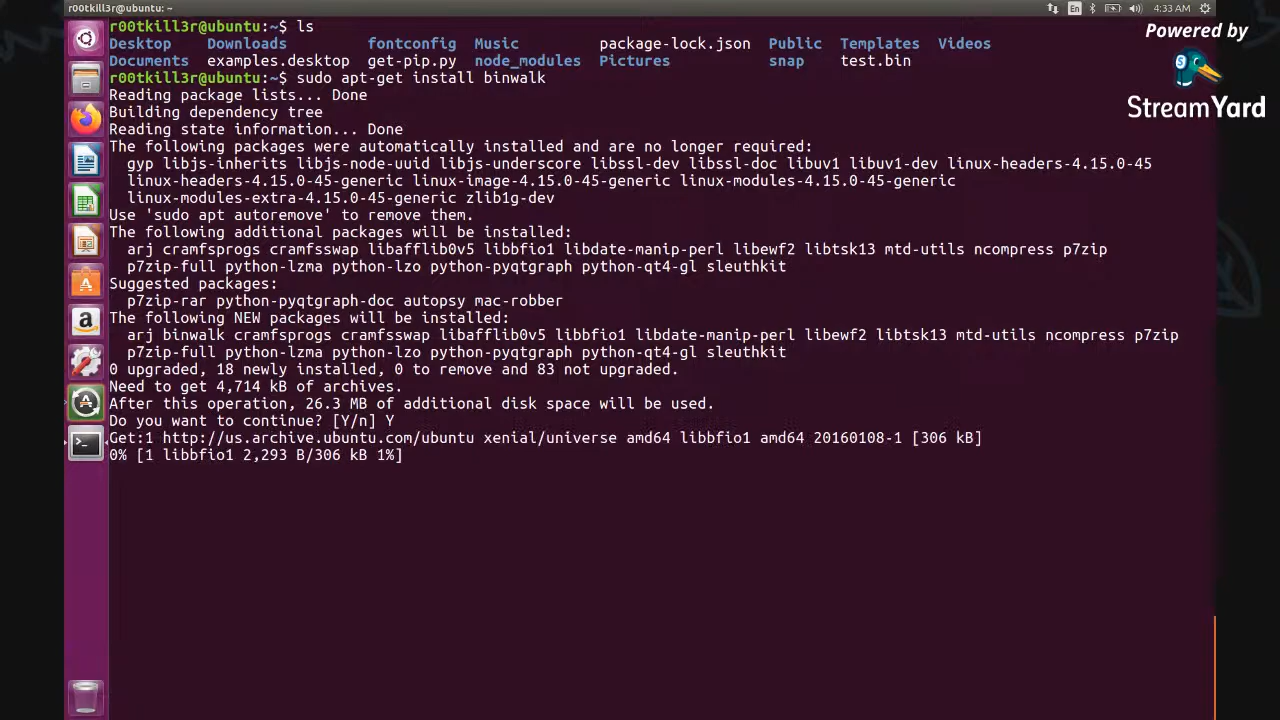 r00tkill3r@ubuntu: ~
En
4:33 AM
Powered by
StreamYard
r00tkill3r@ubuntu:~$ ls
Desktop Downloads fontconfig Music package-lock.json Public Templates Videos
Documents examples.desktop get-pip.py node_modules Pictures snap test.bin
r00tkill3r@ubuntu:~$ sudo apt-get install binwalk
Reading package lists... Done
Building dependency tree
Reading state information... Done
The following packages were automatically installed and are no longer required:
gyp libjs-inherits libjs-node-uuid libjs-underscore libssl-dev libssl-doc libuv1 libuv1-dev linux-headers-4.15.0-45
linux-headers-4.15.0-45-generic linux-image-4.15.0-45-generic linux-modules-4.15.0-45-generic
linux-modules-extra-4.15.0-45-generic zlib1g-dev
Use 'sudo apt autoremove' to remove them.
The following additional packages will be installed:
arj cramfsprogs cramfsswap libafflib0v5 libbfio1 libdate-manip-perl libewf2 libtsk13 mtd-utils ncompress p7zip
p7zip-full python-lzma python-lzo python-pyqtgraph python-qt4-gl sleuthkit
Suggested packages:
p7zip-rar python-pyqtgraph-doc autopsy mac-robber
The following NEW packages will be installed:
arj binwalk cramfsprogs cramfsswap libafflib0v5 libbfio1 libdate-manip-perl libewf2 libtsk13 mtd-utils ncompress p7zip
p7zip-full python-lzma python-lzo python-pyqtgraph python-qt4-gl sleuthkit
0 upgraded, 18 newly installed, 0 to remove and 83 not upgraded.
Need to get 4,714 kB of archives.
After this operation, 26.3 MB of additional disk space will be used.
Do you want to continue? [Y/n] Y
Get:1 http://us.archive.ubuntu.com/ubuntu xenial/universe amd64 libbfio1 amd64 20160108-1 [306 kB]
0% [1 libbfio1 2,293 B/306 kB 1%]